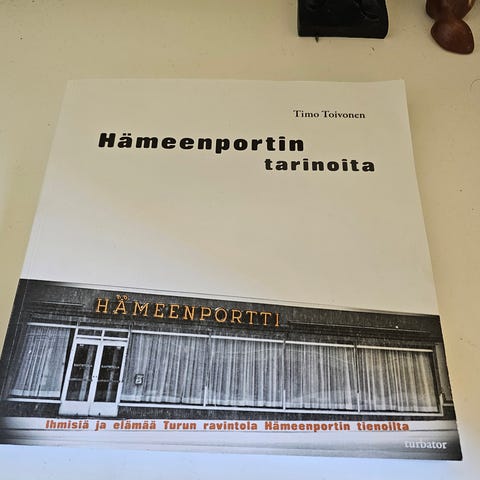 Timo Toivonen
Hämeenportin
tarinoita
HÄMEENPORTTI
Ihmisiä ja elämää Turun ravintola Hämeenportin tienoilta
turbator